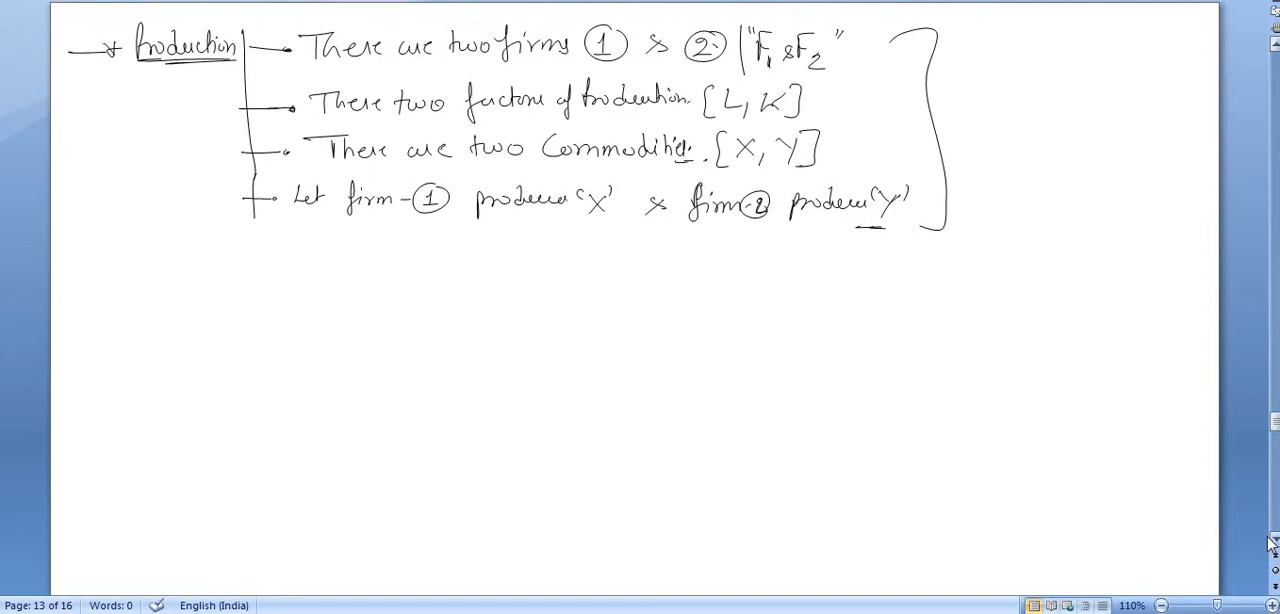 → Production — There are two firms ① & ② | "F1 & F2"
There two factors of Production. [L, K]
There are two Commodities. [X, Y]
Let firm-① produces 'X' & firm-② produces 'Y'
Page: 13 of 16 Words: 0 English (India) 110%